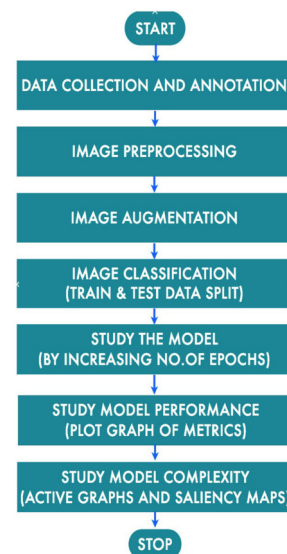 START
DATA COLLECTION AND ANNOTATION
IMAGE PREPROCESSING
IMAGE AUGMENTATION
IMAGE CLASSIFICATION
(TRAIN & TEST DATA SPLIT)
STUDY THE MODEL
(BY INCREASING NO.OF EPOCHS)
STUDY MODEL PERFORMANCE
(PLOT GRAPH OF METRICS)
STUDY MODEL COMPLEXITY
(ACTIVE GRAPHS AND SALIENCY MAPS)
STOP